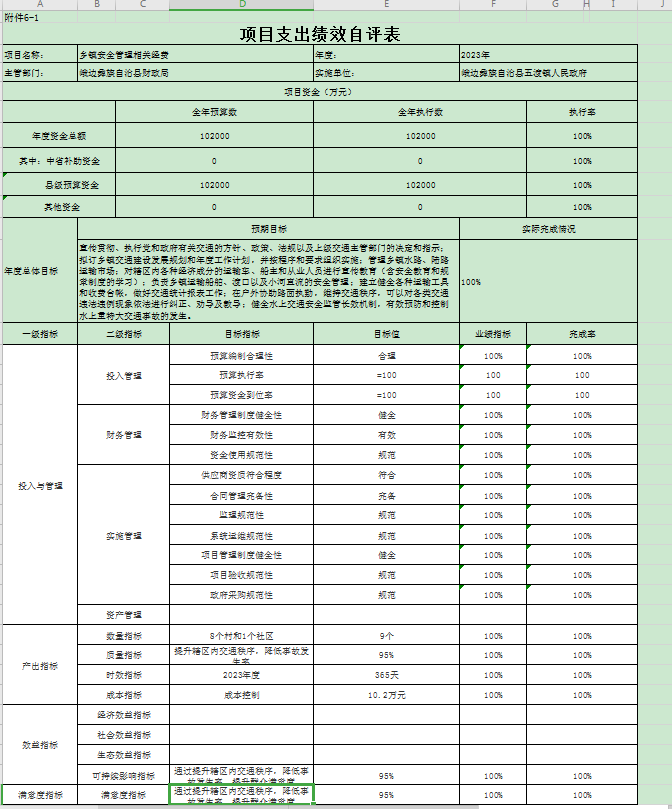 A B C D E F G H I J
附件6-1
项目支出绩效自评表
项目名称: 乡镇安全管理相关经费 年度: 2023年
主管部门: 峨边彝族自治县财政局 实施单位: 峨边彝族自治县五渡镇人民政府
项目资金(万元)
全年预算数 全年执行数 执行率
年度资金总额 102000 102000 100%
其中:中省补助资金 0 0 100%
县级预算资金 102000 102000 100%
其他资金 0 0 100%
年度总体目标 预期目标 实际完成情况
宣传贯彻、执行党和政府有关交通的方针、政策、法规以及上级交通主管部门的决定和指示;
拟订乡镇交通建设发展规划和年度工作计划,并按程序和要求组织实施;管理乡镇水路、陆路
运输市场;对辖区内各种经济成分的运输车、船主和从业人员进行宣传教育(含安全教育和规
章制度的学习);负责乡镇运输船舶、渡口以及小河直流的安全管理;建立健全各种运输工具
和收费台帐,做好交通统计报表工作;在户外协助路面执勤,维持交通秩序,可以对各类交通
违法违例现象依法进行纠正、劝导及教导;健全水上交通安全监管长效机制,有效预防和控制
水上重特大交通事故的发生。
100%
一级指标 二级指标 目标指标 目标值 业绩指标 完成率
投入与管理 投入管理 预算编制合理性 合理 100% 100%
预算执行率 =100 100 100
预算资金到位率 =100 100 100
财务管理 财务管理制度健全性 健全 100% 100%
财务监控有效性 有效 100% 100%
资金使用规范性 规范 100% 100%
实施管理 供应商资质符合程度 符合 100% 100%
合同管理完备性 完备 100% 100%
监理规范性 规范 100% 100%
系统运维规范性 规范 100% 100%
项目管理制度健全性 健全 100% 100%
项目验收规范性 规范 100% 100%
政府采购规范性 规范 100% 100%
资产管理
产出指标 数量指标 8个村和1个社区 9个 100% 100%
质量指标 提升辖区内交通秩序,降低事故发
生率 95% 100% 100%
时效指标 2023年度 365天 100% 100%
成本指标 成本控制 10.2万元 100% 100%
效益指标 经济效益指标
社会效益指标
生态效益指标
可持续影响指标 通过提升辖区内交通秩序,降低事
故发生率,提升群众满意度 95% 100% 100%
满意度指标 满意度指标 通过提升辖区内交通秩序,降低事
故发生率,提升群众满意度 95% 100% 100%